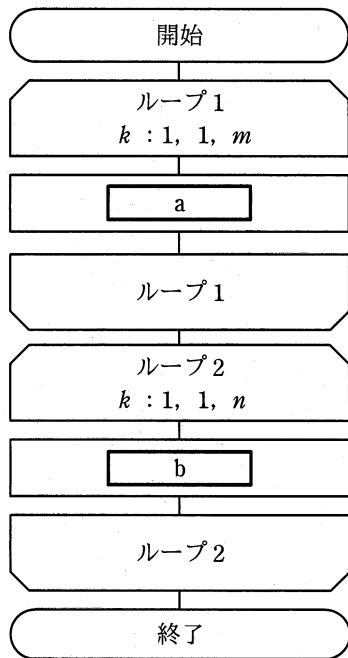 開始
ループ1
k : 1, 1, m
a
ループ1
ループ2
k : 1, 1, n
b
ループ2
終了